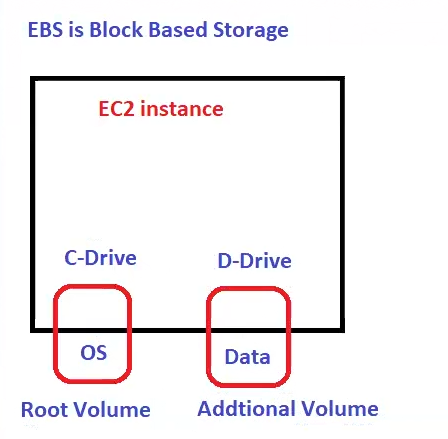 EBS is Block Based Storage
EC2 instance
C-Drive
D-Drive
OS
Data
Root Volume
Addtional Volume